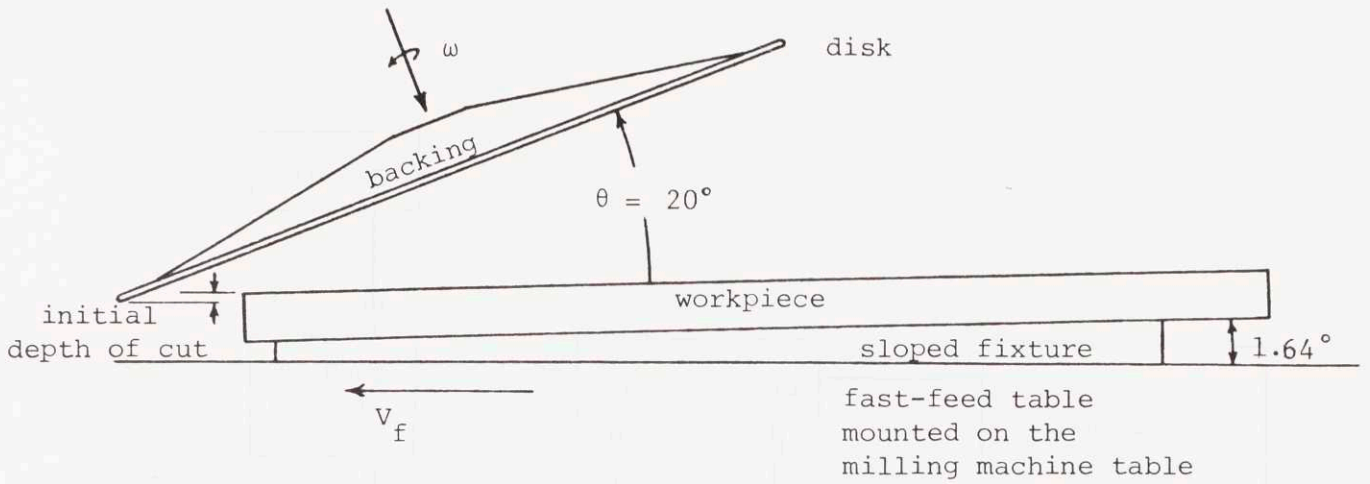 ω
disk
backing
θ = 20°
workpiece
initial
depth of cut
sloped fixture
1.64°
V_f
fast-feed table
mounted on the
milling machine table